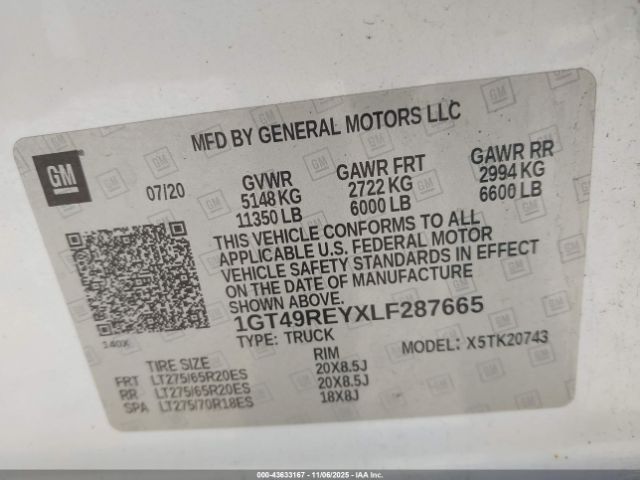 MFD BY GENERAL MOTORS LLC
GM
07/20
GVWR
5148 KG
11350 LB
GAWR FRT
2722 KG
6000 LB
GAWR RR
2994 KG
6600 LB
THIS VEHICLE CONFORMS TO ALL
APPLICABLE U.S. FEDERAL MOTOR
VEHICLE SAFETY STANDARDS IN EFFECT
ON THE DATE OF MANUFACTURE
SHOWN ABOVE.
140X
1GT49REYXLF287665
TYPE: TRUCK
MODEL: X5TK20743
TIRE SIZE RIM
FRT LT275/65R20ES 20X8.5J
RR LT275/65R20ES 20X8.5J
SPA LT275/70R18ES 18X8J
000-43633167 - 11/06/2025 - IAAI.COM